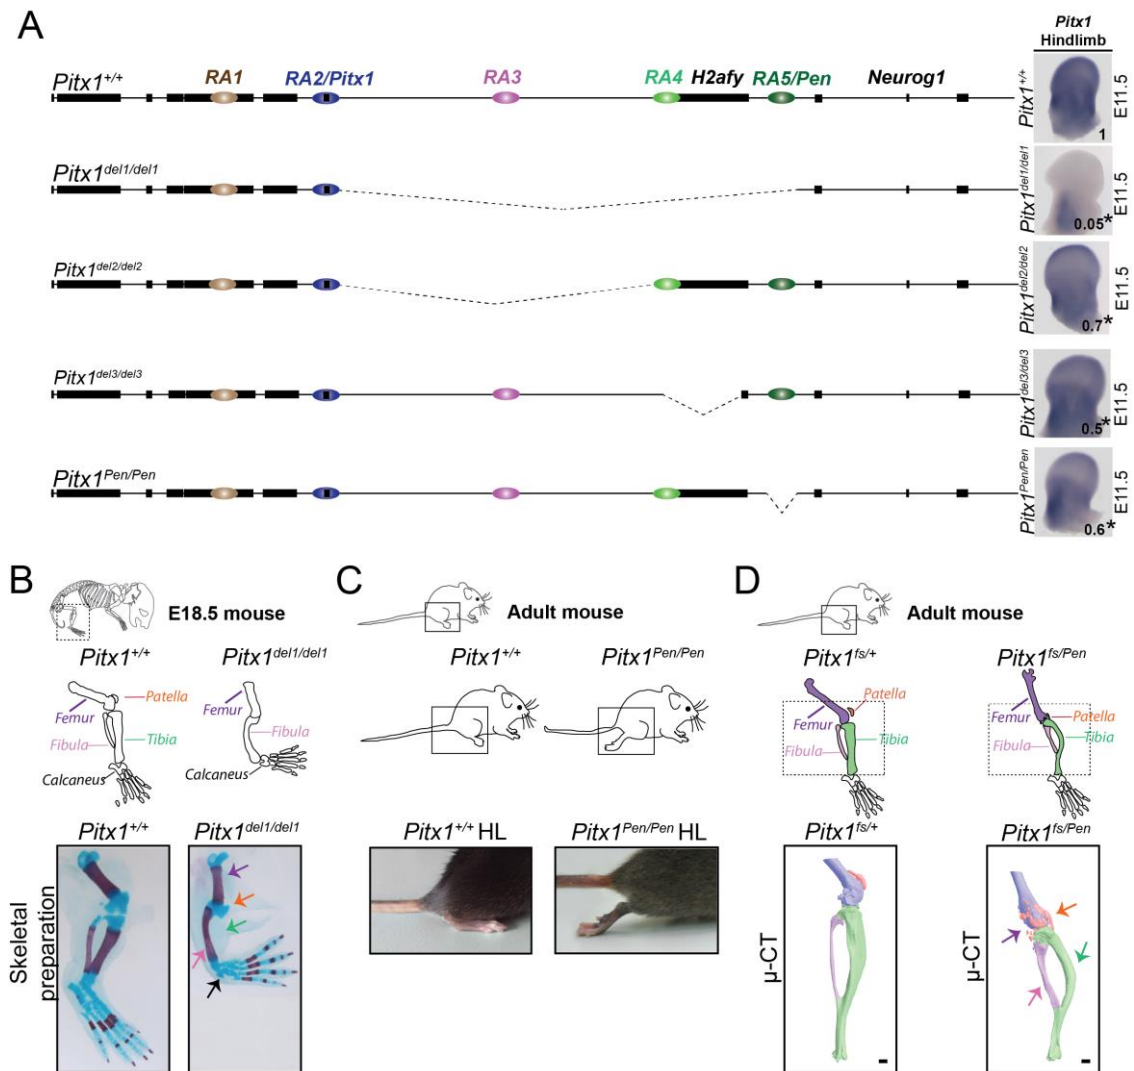 A
Pitx1
Hindlimb
Pitx1+/+
RA1
RA2/Pitx1
RA3
RA4
H2afy
RA5/Pen
Neurog1
Pitx1+/+
1
E11.5
Pitx1del1/del1
Pitx1del1/del1
0.05*
E11.5
Pitx1del2/del2
Pitx1del2/del2
0.7*
E11.5
Pitx1del3/del3
Pitx1del3/del3
0.5*
E11.5
Pitx1Pen/Pen
Pitx1Pen/Pen
0.6*
E11.5
B
E18.5 mouse
Pitx1+/+
Pitx1del1/del1
Femur
Patella
Fibula
Tibia
Calcaneus
Femur
Fibula
Calcaneus
Pitx1+/+
Pitx1del1/del1
Skeletal
preparation
C
Adult mouse
Pitx1+/+
Pitx1Pen/Pen
Pitx1+/+ HL
Pitx1Pen/Pen HL
D
Adult mouse
Pitx1fs/+
Pitx1fs/Pen
Patella
Femur
Fibula
Tibia
Femur
Patella
Fibula
Tibia
Pitx1fs/+
Pitx1fs/Pen
μ-CT
μ-CT